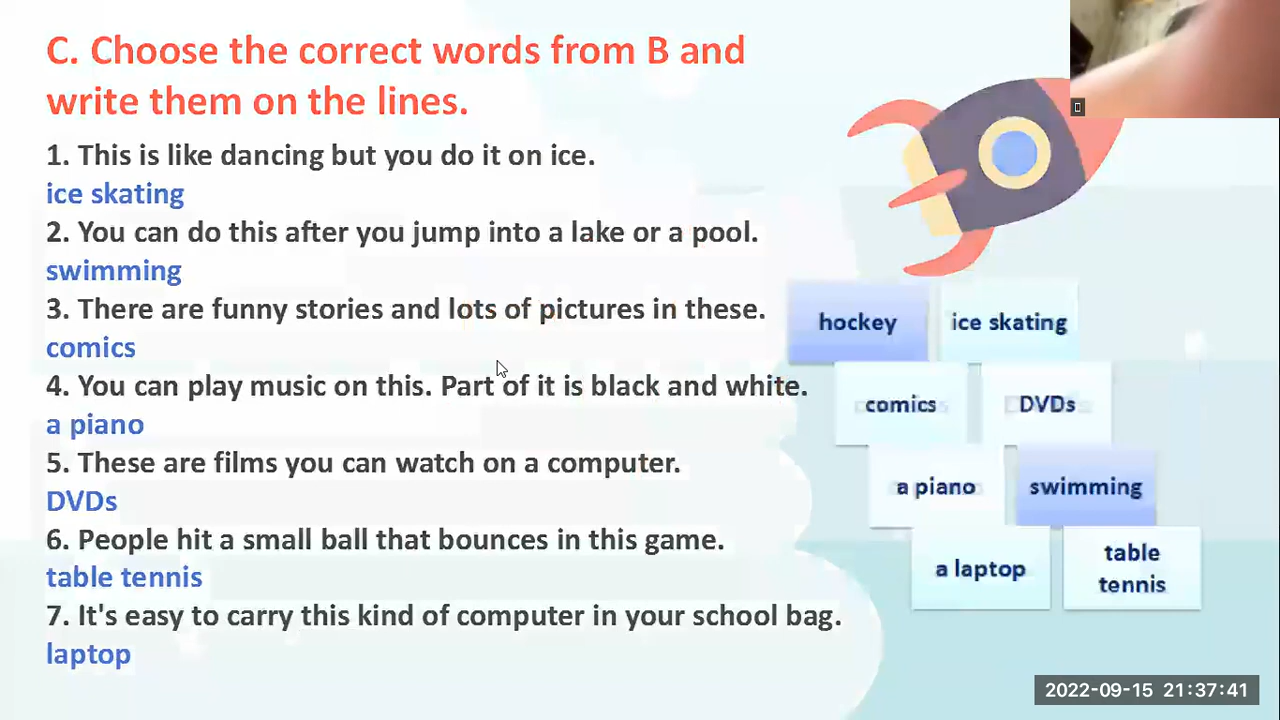 C. Choose the correct words from B and
write them on the lines.
1. This is like dancing but you do it on ice.
ice skating
2. You can do this after you jump into a lake or a pool.
swimming
3. There are funny stories and lots of pictures in these.
comics
4. You can play music on this. Part of it is black and white.
a piano
5. These are films you can watch on a computer.
DVDs
6. People hit a small ball that bounces in this game.
table tennis
7. It's easy to carry this kind of computer in your school bag.
laptop
hockey
ice skating
comics
DVDs
a piano
swimming
a laptop
table
tennis
2022-09-15 21:37:41